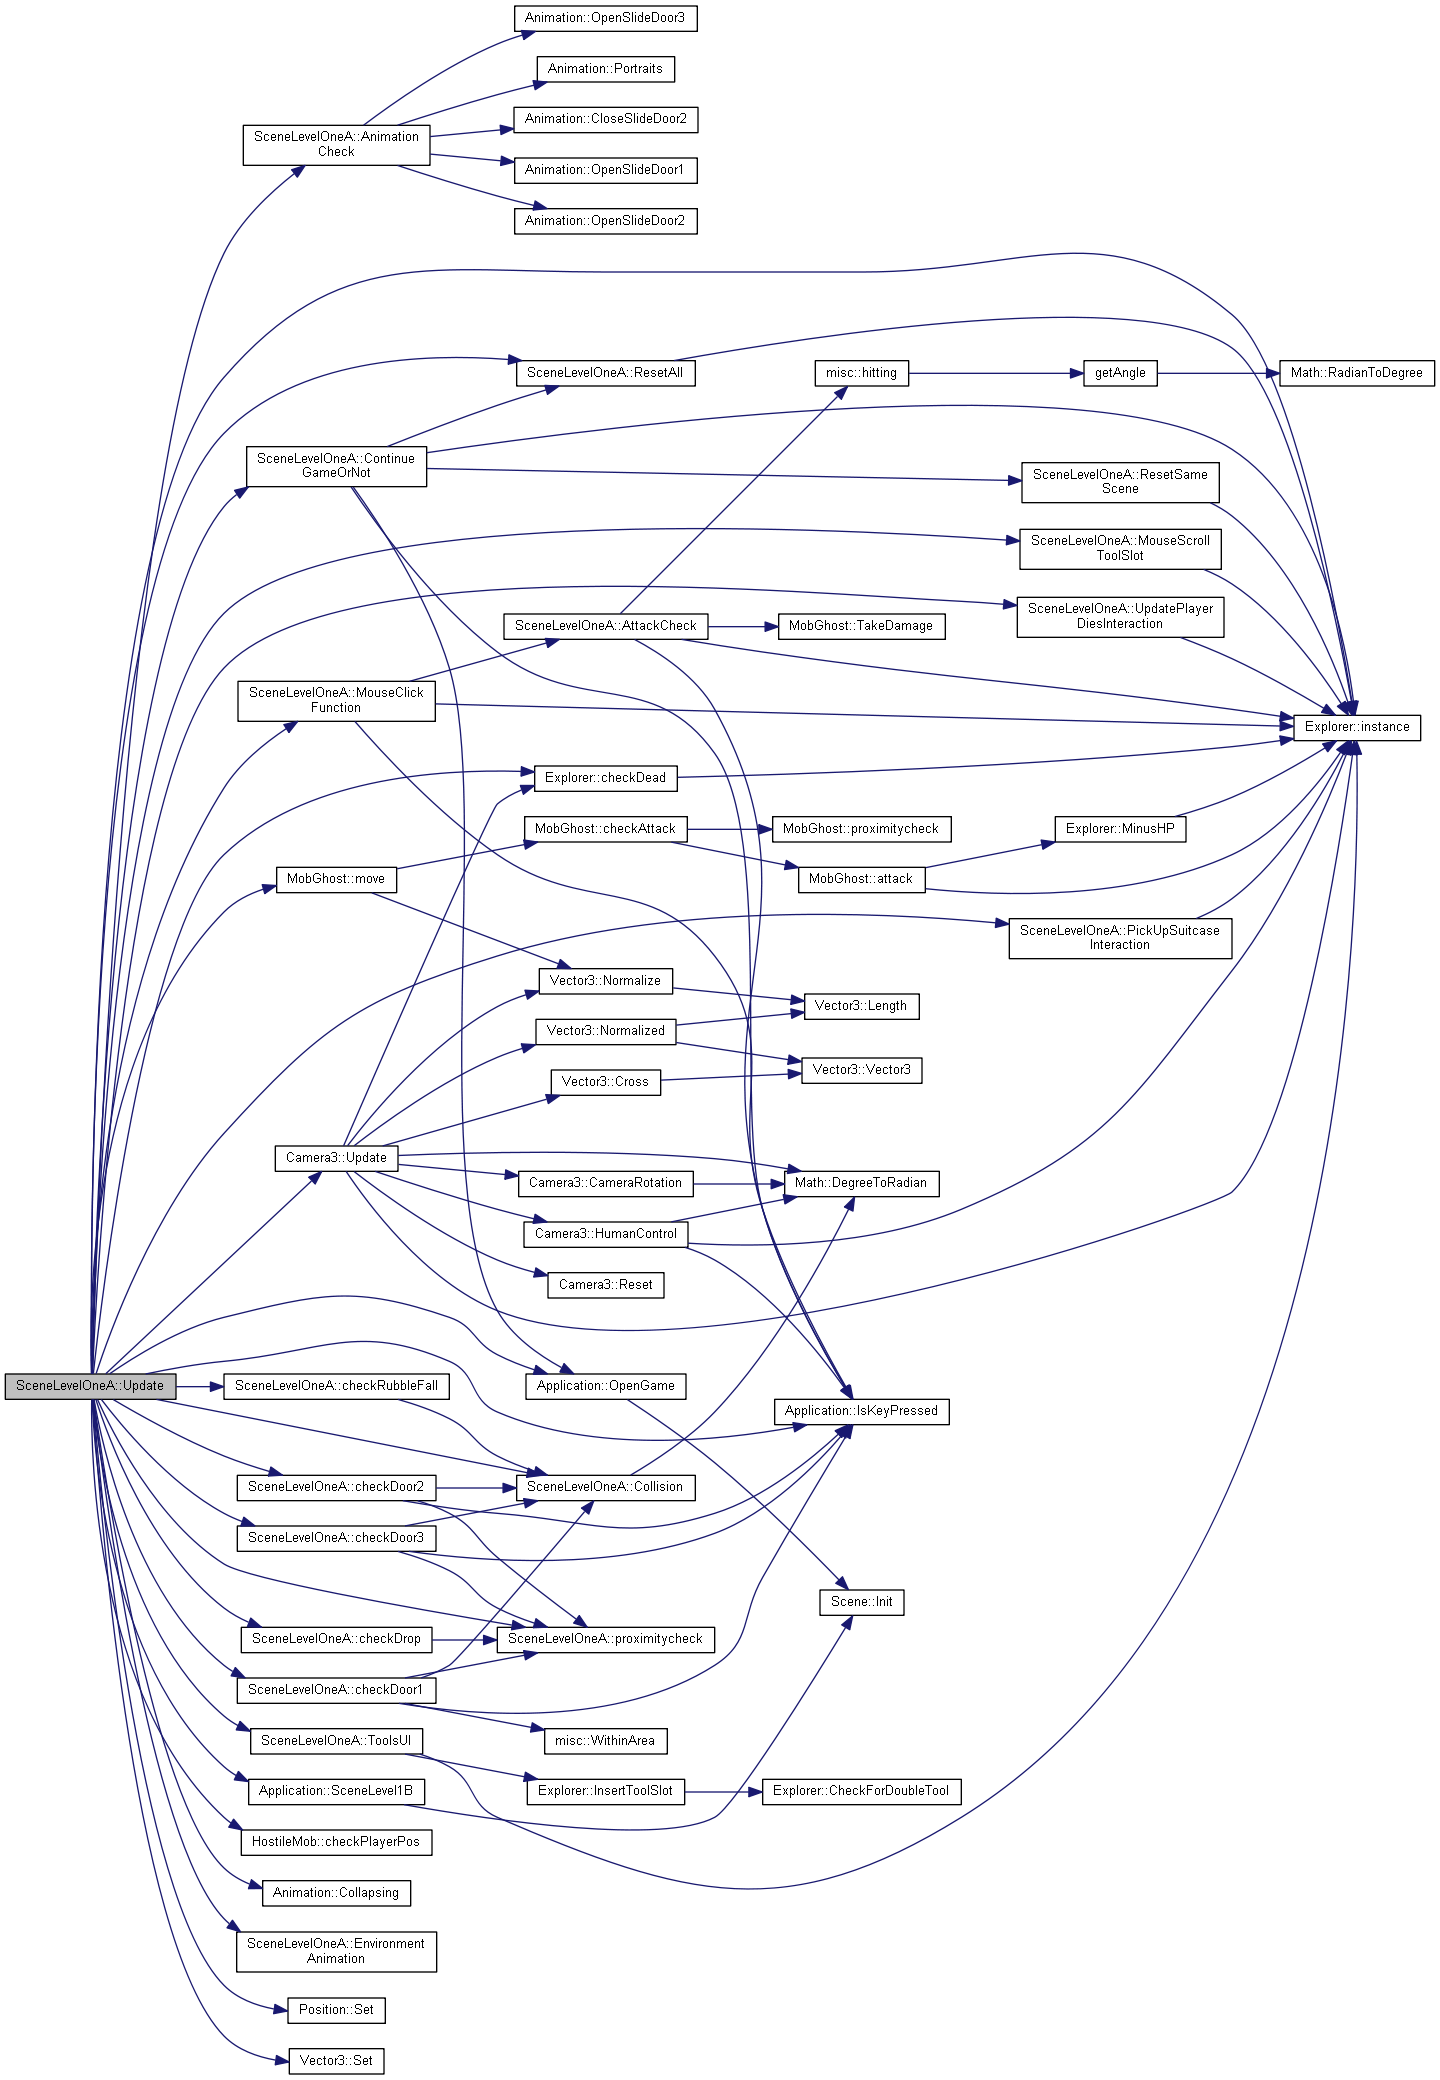 Animation::OpenSlideDoor3
Animation::Portraits
Animation::CloseSlideDoor2
SceneLevelOneA::Animation
Check
Animation::OpenSlideDoor1
Animation::OpenSlideDoor2
SceneLevelOneA::ResetAll
misc::hitting
getAngle
Math::RadianToDegree
SceneLevelOneA::Continue
GameOrNot
SceneLevelOneA::ResetSame
Scene
SceneLevelOneA::MouseScroll
ToolSlot
SceneLevelOneA::UpdatePlayer
DiesInteraction
SceneLevelOneA::AttackCheck
MobGhost::TakeDamage
SceneLevelOneA::MouseClick
Function
Explorer::instance
Explorer::checkDead
MobGhost::checkAttack
MobGhost::proximitycheck
Explorer::MinusHP
MobGhost::move
MobGhost::attack
SceneLevelOneA::PickUpSuitcase
Interaction
Vector3::Normalize
Vector3::Length
Vector3::Normalized
Vector3::Vector3
Vector3::Cross
Camera3::Update
Camera3::CameraRotation
Math::DegreeToRadian
Camera3::HumanControl
Camera3::Reset
SceneLevelOneA::Update
SceneLevelOneA::checkRubbleFall
Application::OpenGame
Application::IsKeyPressed
SceneLevelOneA::checkDoor2
SceneLevelOneA::Collision
SceneLevelOneA::checkDoor3
Scene::Init
SceneLevelOneA::checkDrop
SceneLevelOneA::proximitycheck
SceneLevelOneA::checkDoor1
SceneLevelOneA::ToolsUI
misc::WithinArea
Application::SceneLevel1B
Explorer::InsertToolSlot
Explorer::CheckForDoubleTool
HostileMob::checkPlayerPos
Animation::Collapsing
SceneLevelOneA::Environment
Animation
Position::Set
Vector3::Set